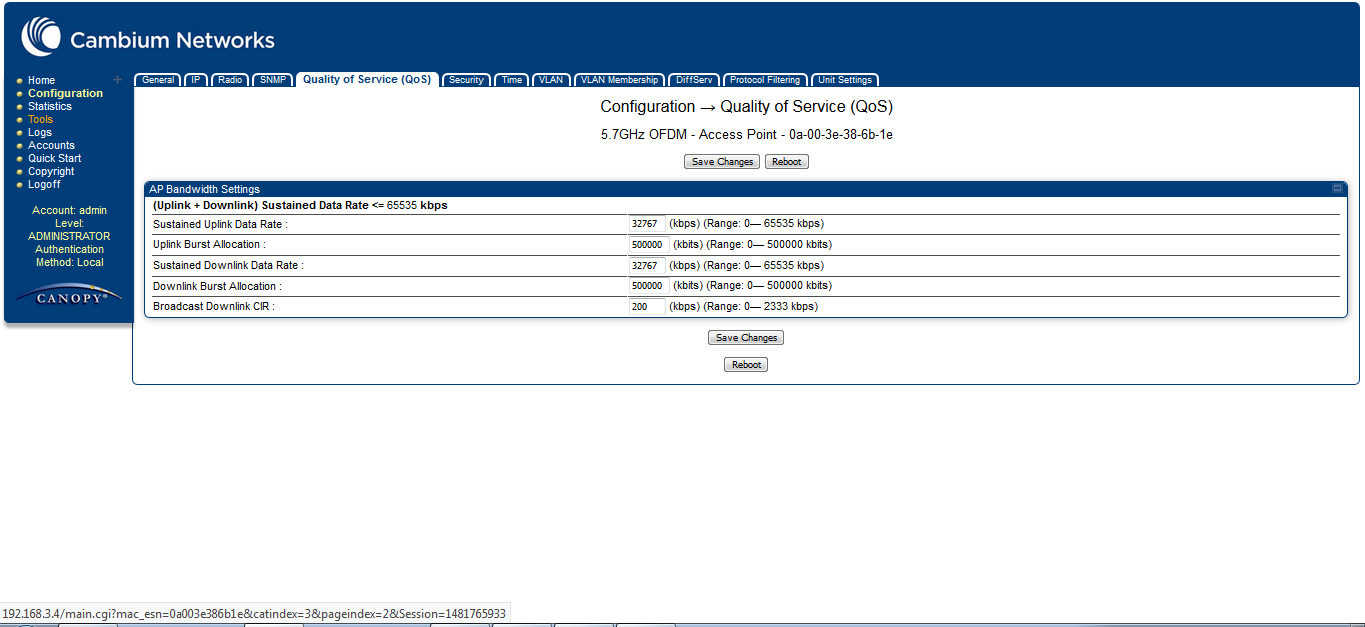 Cambium Networks
Home
Configuration
Statistics
Tools
Logs
Accounts
Quick Start
Copyright
Logoff
Account: admin
Level:
ADMINISTRATOR
Authentication
Method: Local
CANOPY®
General IP Radio SNMP Quality of Service (QoS) Security Time VLAN VLAN Membership DiffServ Protocol Filtering Unit Settings
Configuration → Quality of Service (QoS)
5.7GHz OFDM - Access Point - 0a-00-3e-38-6b-1e
Save Changes Reboot
AP Bandwidth Settings
(Uplink + Downlink) Sustained Data Rate <= 65535 kbps
Sustained Uplink Data Rate : 32767 (kbps) (Range: 0— 65535 kbps)
Uplink Burst Allocation : 500000 (kbits) (Range: 0— 500000 kbits)
Sustained Downlink Data Rate : 32767 (kbps) (Range: 0— 65535 kbps)
Downlink Burst Allocation : 500000 (kbits) (Range: 0— 500000 kbits)
Broadcast Downlink CIR : 200 (kbps) (Range: 0— 2333 kbps)
Save Changes
Reboot
192.168.3.4/main.cgi?mac_esn=0a003e386b1e&catindex=3&pageindex=2&Session=1481765933